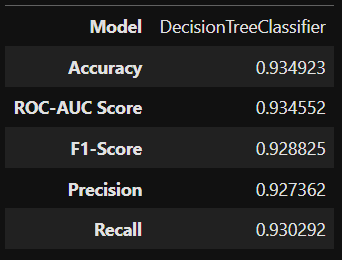 Model DecisionTreeClassifier
Accuracy 0.934923
ROC-AUC Score 0.934552
F1-Score 0.928825
Precision 0.927362
Recall 0.930292